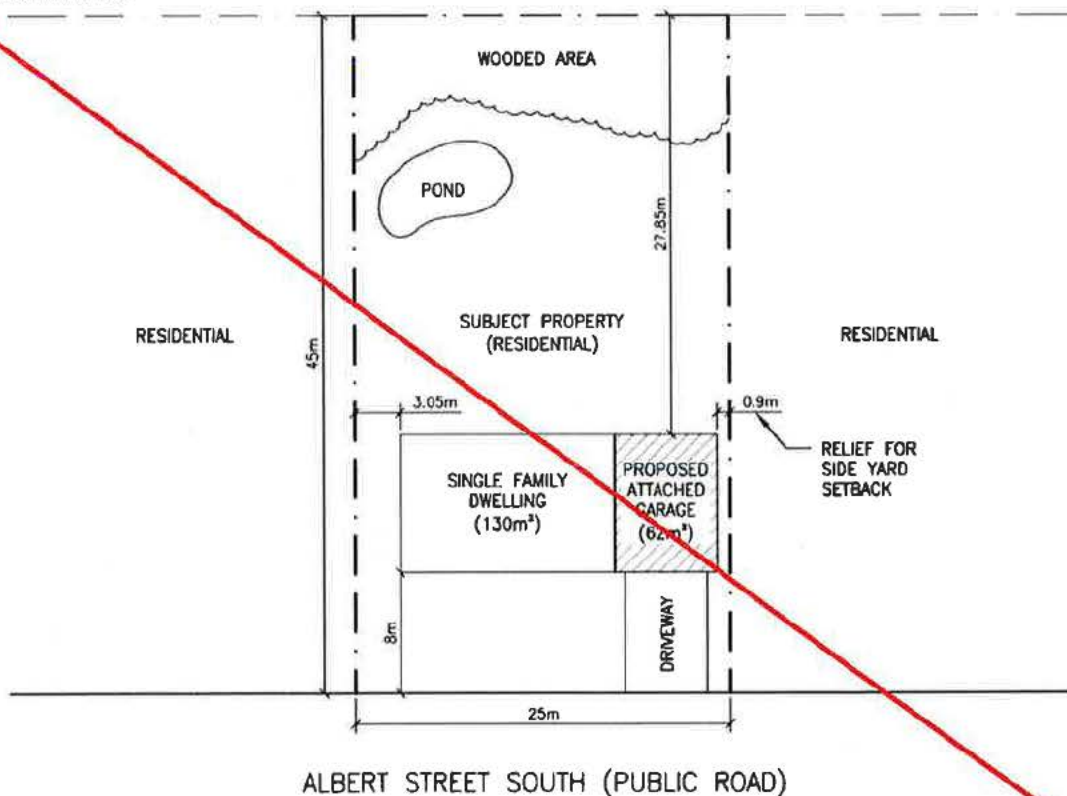 WOODED AREA
POND
27.85m
RESIDENTIAL
45m
SUBJECT PROPERTY
(RESIDENTIAL)
RESIDENTIAL
3.05m
0.9m
RELIEF FOR
SIDE YARD
SETBACK
SINGLE FAMILY
DWELLING
(130m²)
PROPOSED
ATTACHED
GARAGE
(62m²)
8m
DRIVEWAY
25m
ALBERT STREET SOUTH (PUBLIC ROAD)